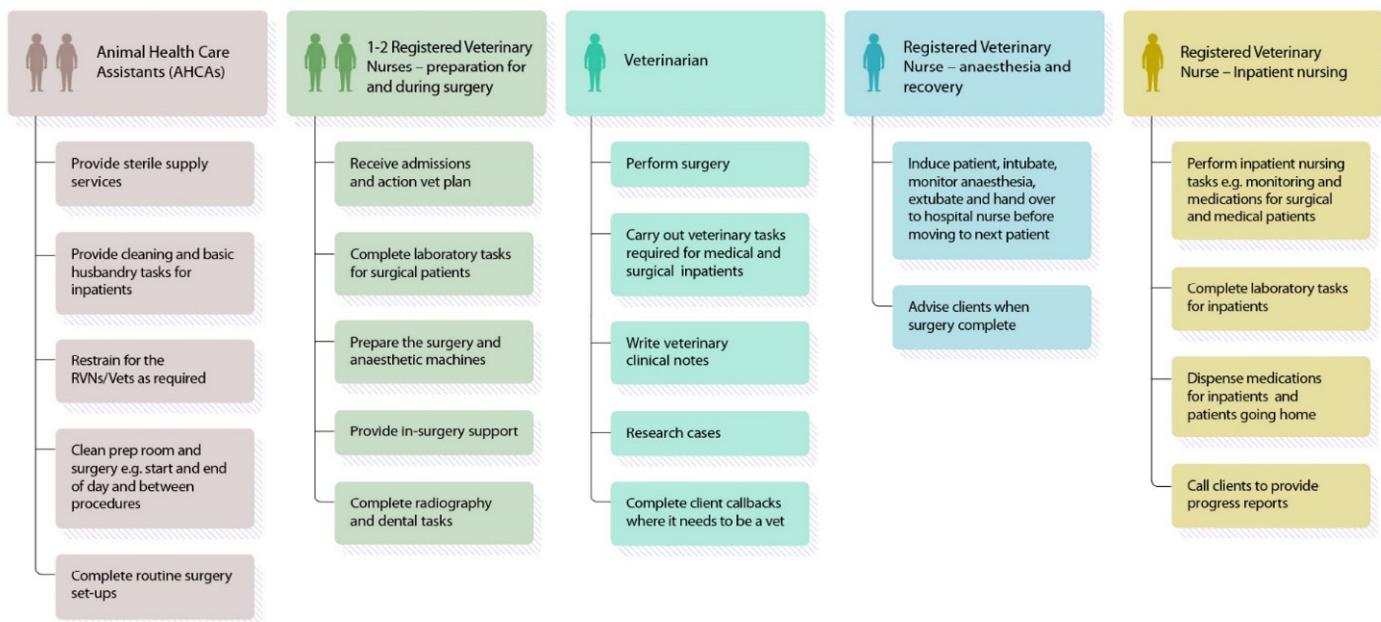 Animal Health Care
Assistants (AHCAs)
Provide sterile supply
services
Provide cleaning and basic
husbandry tasks for
inpatients
Restrain for the
RVNs/Vets as required
Clean prep room and
surgery e.g. start and end
of day and between
procedures
Complete routine surgery
set-ups
1-2 Registered Veterinary
Nurses – preparation for
and during surgery
Receive admissions
and action vet plan
Complete laboratory tasks
for surgical patients
Prepare the surgery and
anaesthetic machines
Provide in-surgery support
Complete radiography
and dental tasks
Veterinarian
Perform surgery
Carry out veterinary tasks
required for medical and
surgical inpatients
Write veterinary
clinical notes
Research cases
Complete client callbacks
where it needs to be a vet
Registered Veterinary
Nurse – anaesthesia and
recovery
Induce patient, intubate,
monitor anaesthesia,
extubate and hand over
to hospital nurse before
moving to next patient
Advise clients when
surgery complete
Registered Veterinary
Nurse – Inpatient nursing
Perform inpatient nursing
tasks e.g. monitoring and
medications for surgical
and medical patients
Complete laboratory tasks
for inpatients
Dispense medications
for inpatients and
patients going home
Call clients to provide
progress reports